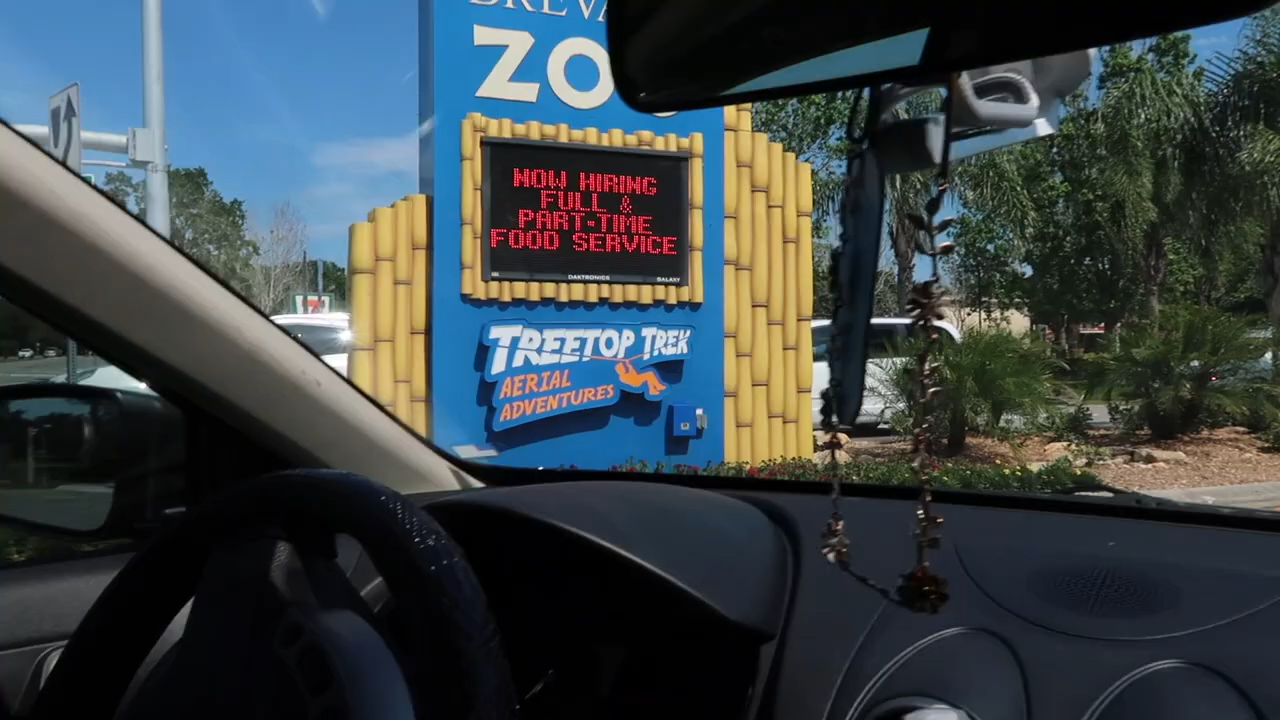 ZO
NOW HIRING
FULL &
PART-TIME
FOOD SERVICE
DAKTRONICS GALAXY
TREETOP TREK
AERIAL
ADVENTURES